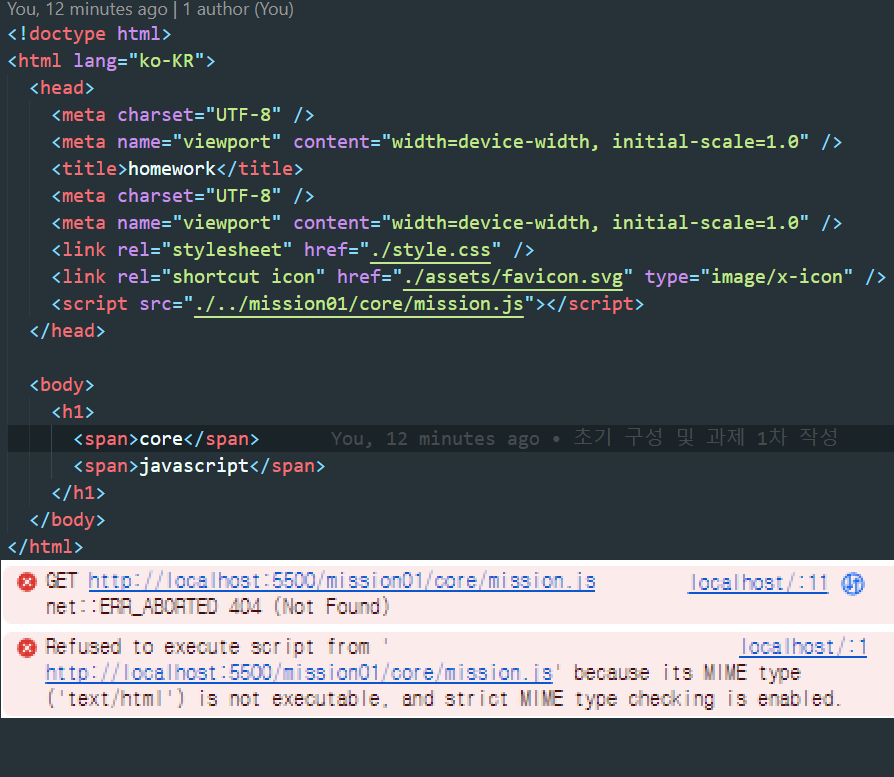 You, 12 minutes ago | 1 author (You)
<!doctype html>
<html lang="ko-KR">
<head>
<meta charset="UTF-8" />
<meta name="viewport" content="width=device-width, initial-scale=1.0" />
<title>homework</title>
<meta charset="UTF-8" />
<meta name="viewport" content="width=device-width, initial-scale=1.0" />
<link rel="stylesheet" href="./style.css" />
<link rel="shortcut icon" href="./assets/favicon.svg" type="image/x-icon" />
<script src="./../mission01/core/mission.js"></script>
</head>
<body>
<h1>
<span>core</span> You, 12 minutes ago • 초기 구성 및 과제 1차 작성
<span>javascript</span>
</h1>
</body>
</html>
GET http://localhost:5500/mission01/core/mission.js localhost/:11
net::ERR_ABORTED 404 (Not Found)
Refused to execute script from ' localhost/:1
http://localhost:5500/mission01/core/mission.js' because its MIME type
('text/html') is not executable, and strict MIME type checking is enabled.